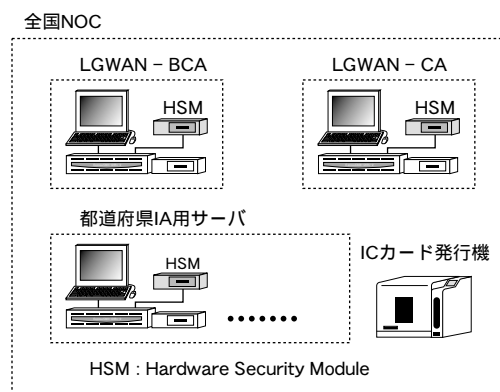 全国NOC
LGWAN – BCA
LGWAN – CA
HSM
HSM
都道府県IA用サーバ
HSM
ICカード発行機
HSM : Hardware Security Module